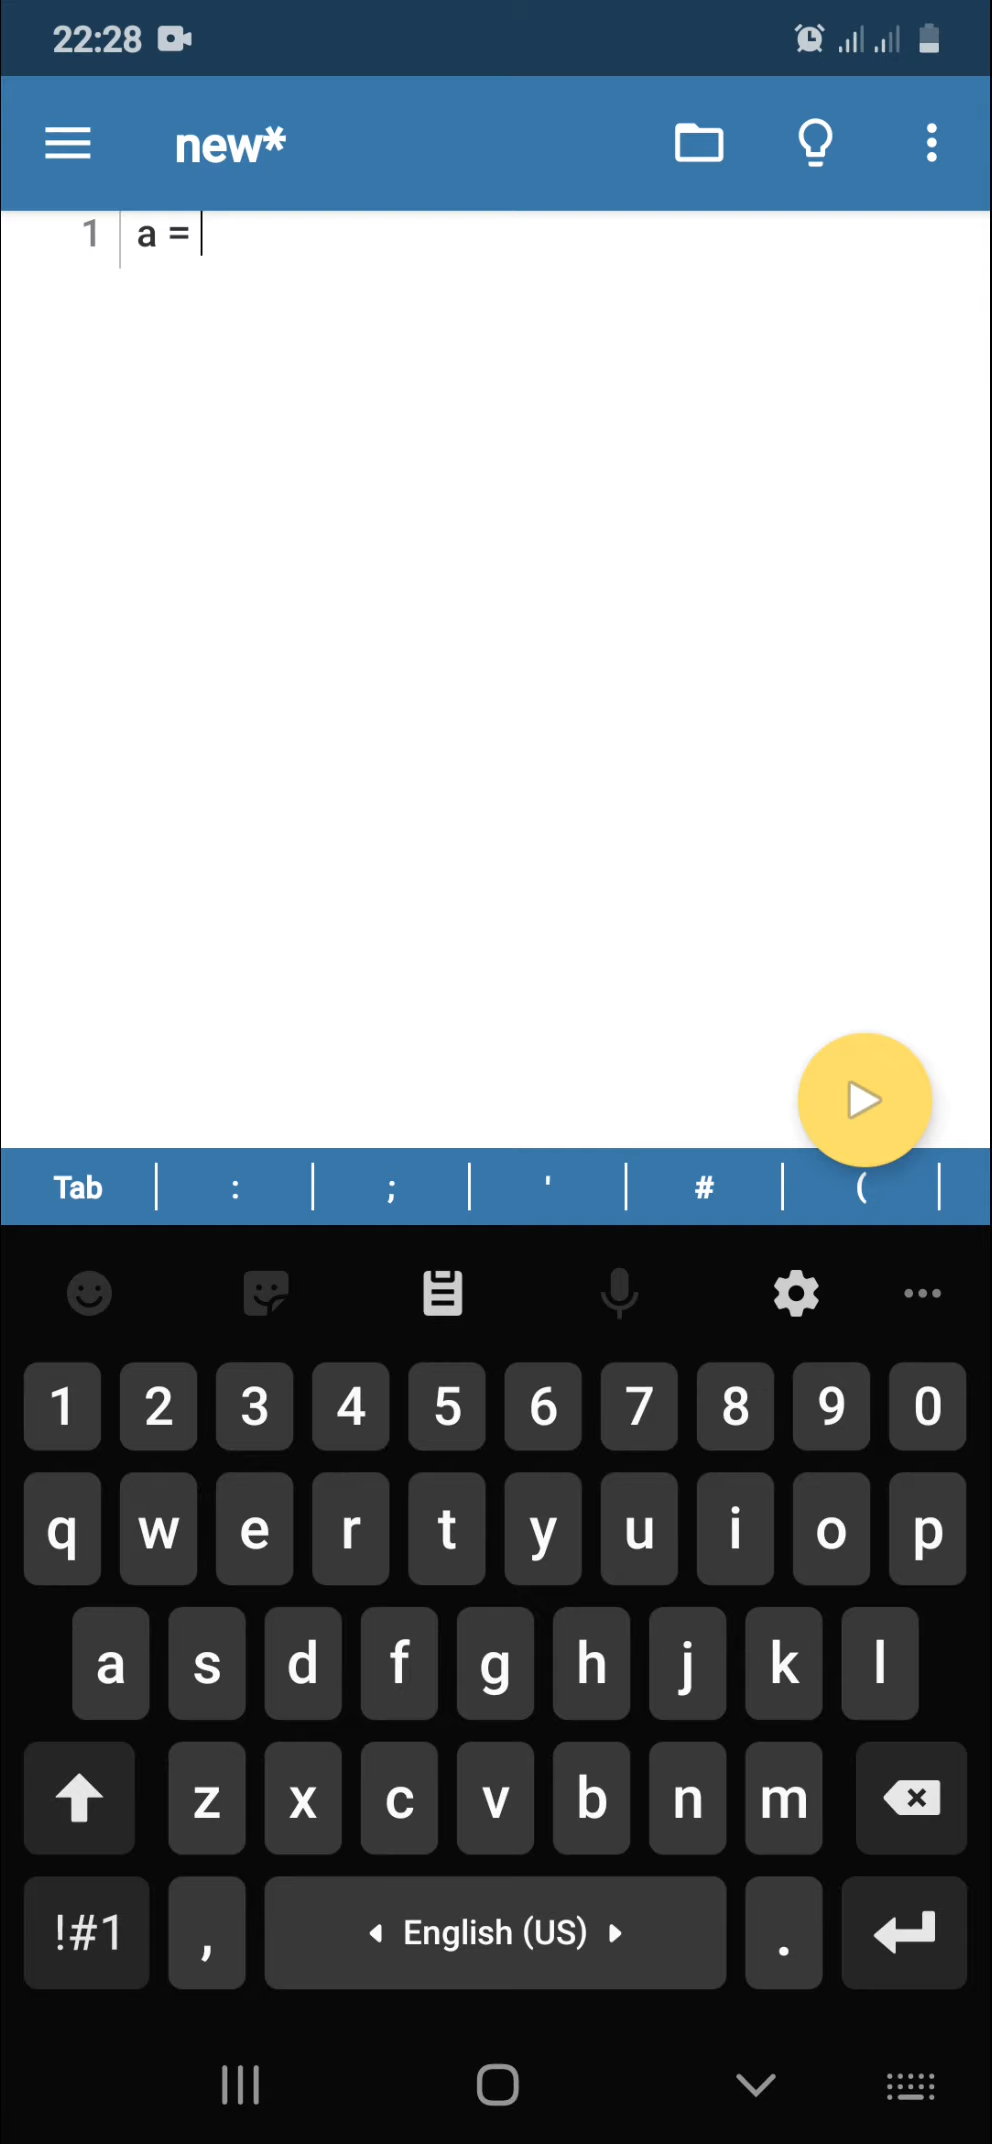 22:28
new*
1 a =
Tab : ; ' # (
1 2 3 4 5 6 7 8 9 0
q w e r t y u i o p
a s d f g h j k l
z x c v b n m
!#1 , English (US) .